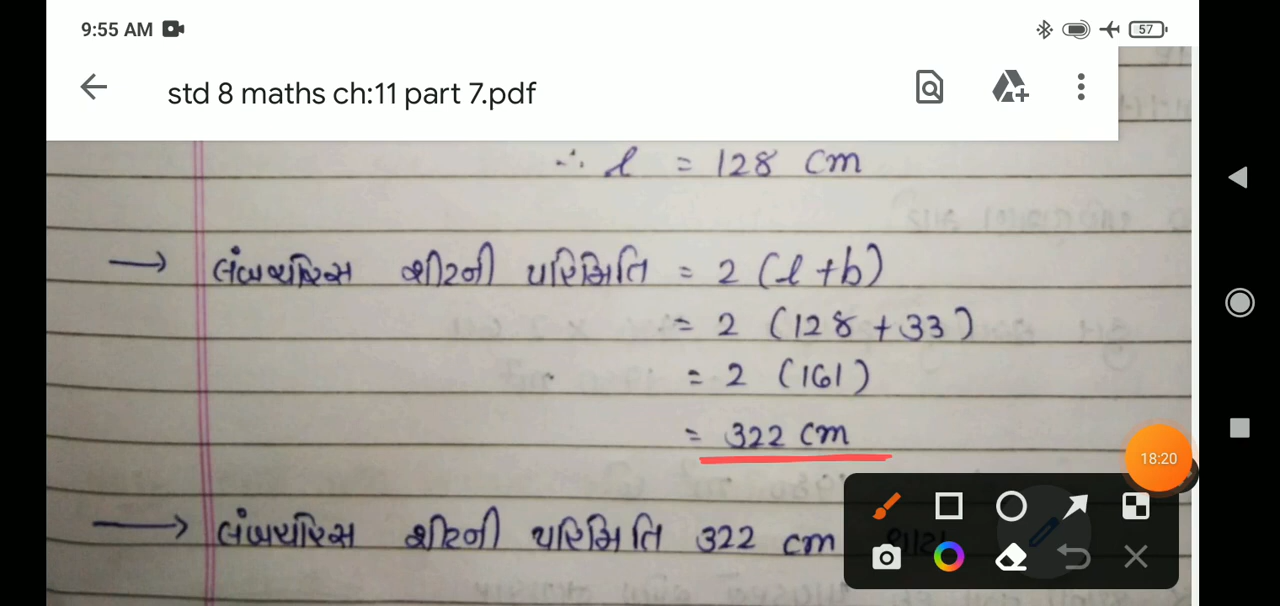 9:55 AM
57
std 8 maths ch:11 part 7.pdf
∴ l = 128 cm
→ લંબચોરસ શીટની પરિમિતિ = 2 (l + b)
= 2 (128 + 33)
= 2 (161)
= 322 cm
18:20
→ લંબચોરસ શીટની પરિમિતિ 322 cm